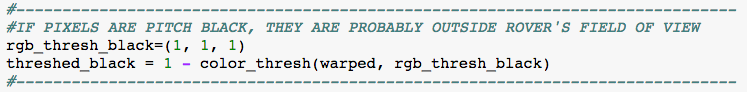 #------------------------------------------------------------------------
#IF PIXELS ARE PITCH BLACK, THEY ARE PROBABLY OUTSIDE ROVER'S FIELD OF VIEW
rgb_thresh_black=(1, 1, 1)
threshed_black = 1 - color_thresh(warped, rgb_thresh_black)
#------------------------------------------------------------------------